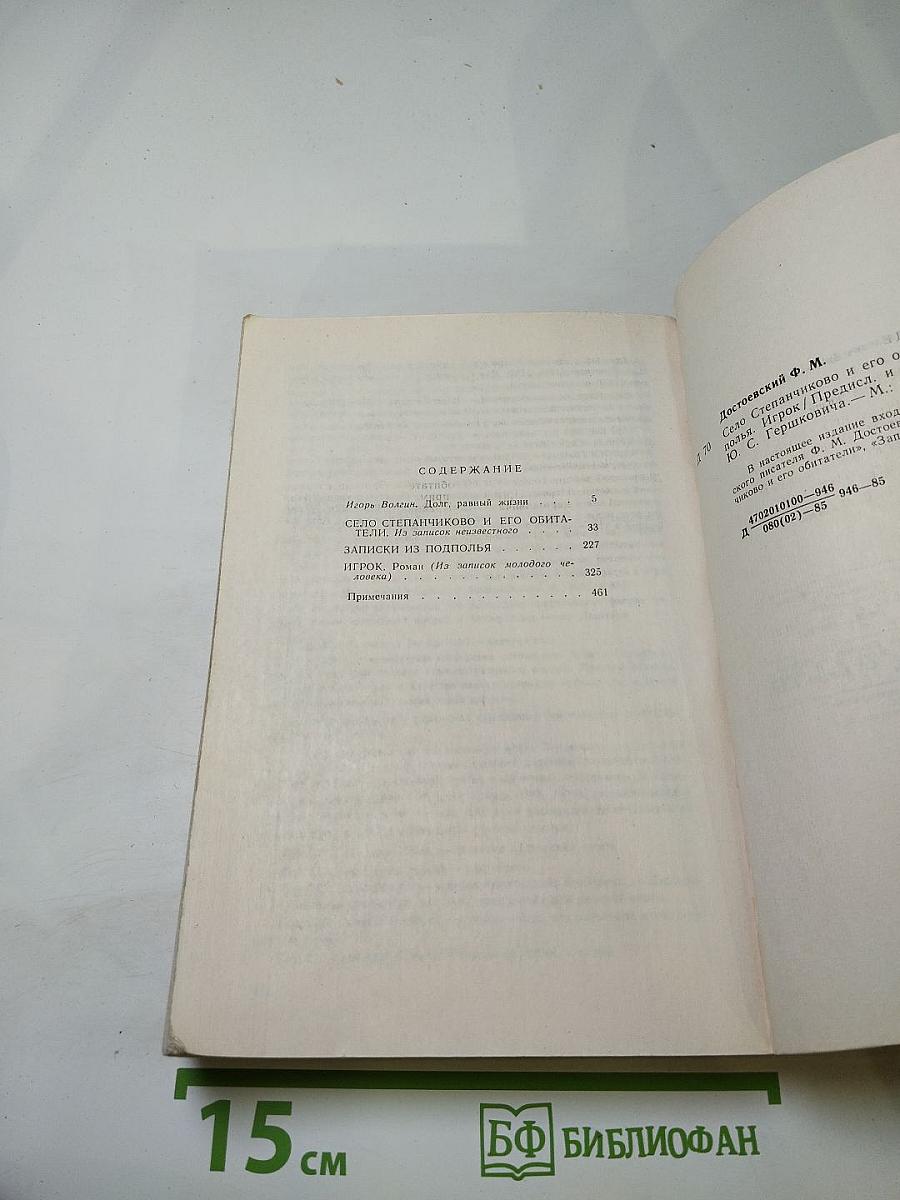 СОДЕРЖАНИЕ
Игорь Волгин. Долг, равный жизни . . . 5
СЕЛО СТЕПАНЧИКОВО И ЕГО ОБИТА-
ТЕЛИ. Из записок неизвестного . . . . 33
ЗАПИСКИ ИЗ ПОДПОЛЬЯ . . . . . . 227
ИГРОК. Роман (Из записок молодого че-
ловека) . . . . . . . . . . . . . 325
Примечания . . . . . . . . . . . . 461
Достоевский Ф. М.
Д 70 Село Степанчиково и его о
полья. Игрок / Предисл. и
Ю. С. Гершковича.— М.:
В настоящее издание вход
ского писателя Ф. М. Достоев
чиково и его обитатели», «Зап
Д 4702010100—946
080(02)—85 946—85
15 см
БФ БИБЛИОФАН